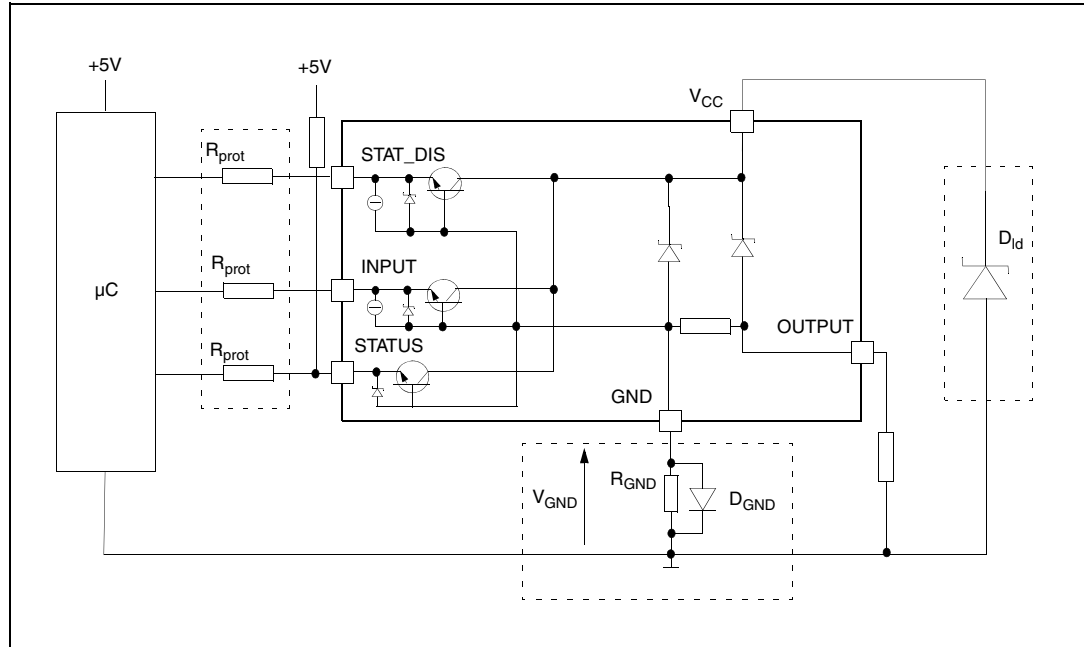 +5V
+5V
V_CC
R_prot
STAT_DIS
D_ld
R_prot
INPUT
µC
OUTPUT
R_prot
STATUS
GND
R_GND
V_GND
D_GND